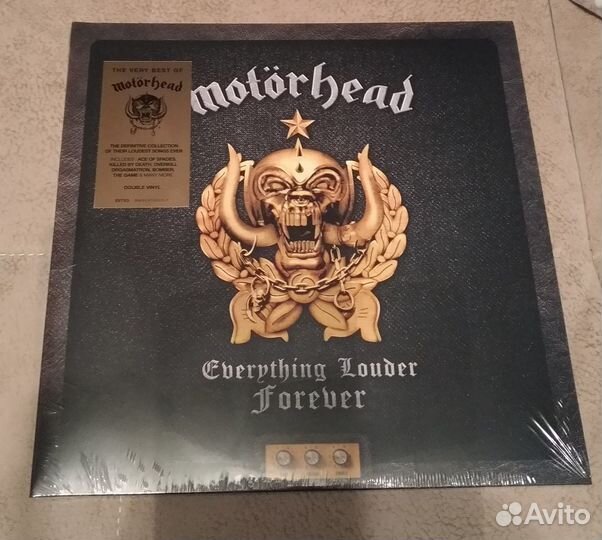 THE VERY BEST OF
Motörhead
THE DEFINITIVE COLLECTION
OF THEIR LOUDEST SONGS EVER
INCLUDES: ACE OF SPADES,
KILLED BY DEATH, OVERKILL
ORGASMATRON, BOMBER,
THE GAME & MANY MORE
DOUBLE VINYL
motörhead
Everything Louder
Forever
Avito